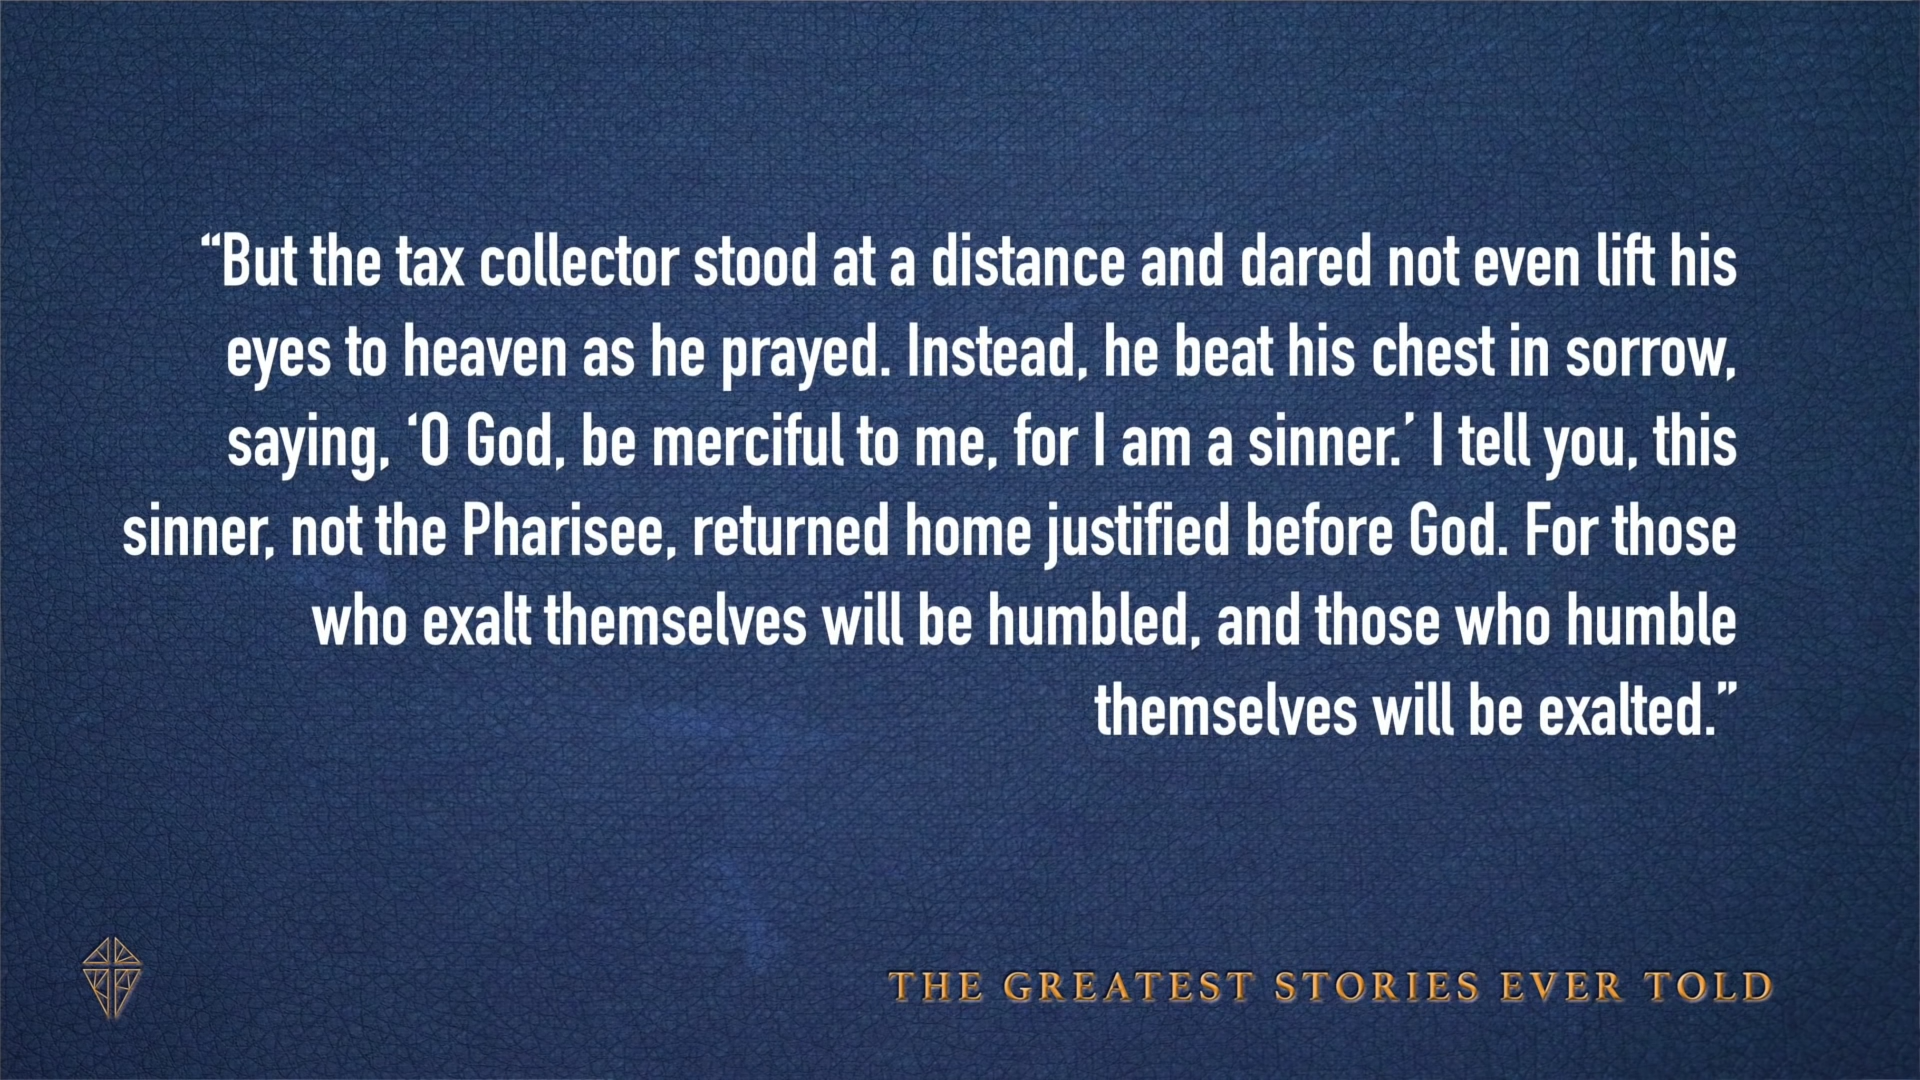 “But the tax collector stood at a distance and dared not even lift his
eyes to heaven as he prayed. Instead, he beat his chest in sorrow,
saying, ‘O God, be merciful to me, for I am a sinner.’ I tell you, this
sinner, not the Pharisee, returned home justified before God. For those
who exalt themselves will be humbled, and those who humble
themselves will be exalted.”
THE GREATEST STORIES EVER TOLD